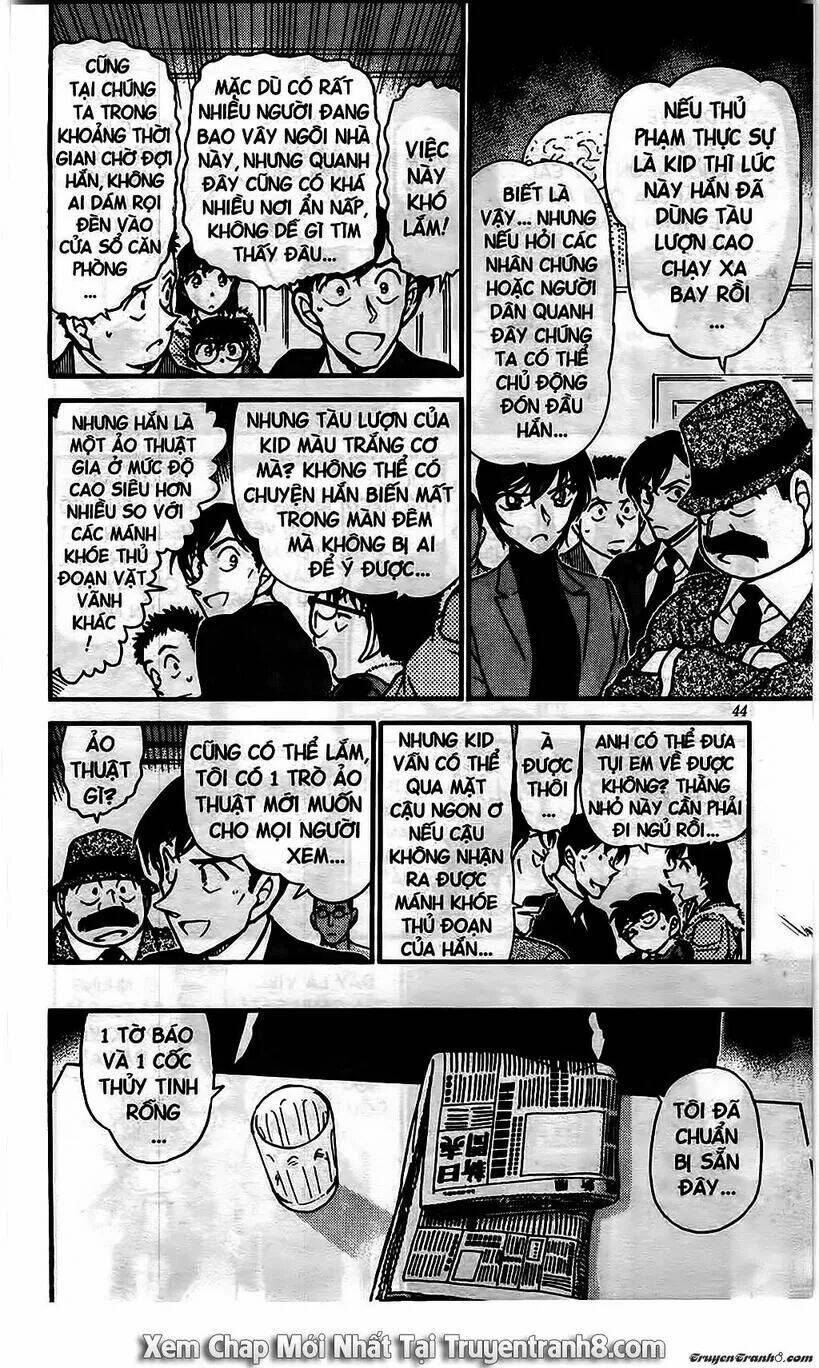 NẾU THỦ
PHẠM THỰC SỰ
LÀ KID THÌ LÚC
NÀY HẮN ĐÃ
DÙNG TÀU
LƯỢN CAO
CHẠY XA
BAY RỒI
...
BIẾT LÀ
VẬY... NHƯNG
NẾU HỎI CÁC
NHÂN CHỨNG
HOẶC NGƯỜI
DÂN QUANH
ĐÂY CHÚNG
TA CÓ THỂ
CHỦ ĐỘNG
ĐÓN ĐẦU
HẮN...
VIỆC
NÀY
KHÓ
LẮM!
MẶC DÙ CÓ RẤT
NHIỀU NGƯỜI ĐANG
BAO VÂY NGÔI NHÀ
NÀY, NHƯNG QUANH
ĐÂY CŨNG CÓ KHÁ
NHIỀU NƠI ẨN NẤP,
KHÔNG DỄ GÌ TÌM
THẤY ĐÂU...
CŨNG
TẠI CHÚNG
TA TRONG
KHOẢNG THỜI
GIAN CHỜ ĐỢI
HẮN, KHÔNG
AI DÁM RỌI
ĐÈN VÀO
CỬA SỔ CĂN
PHÒNG
...
NHƯNG TÀU LƯỢN CỦA
KID MÀU TRẮNG CƠ
MÀ? KHÔNG THỂ CÓ
CHUYỆN HẮN BIẾN MẤT
TRONG MÀN ĐÊM
MÀ KHÔNG BỊ AI
ĐỂ Ý ĐƯỢC...
NHƯNG HẮN LÀ
MỘT ẢO THUẬT
GIA Ở MỨC ĐỘ
CAO SIÊU HƠN
NHIỀU SO VỚI
CÁC MÁNH
KHÓE THỦ
ĐOẠN VẶT
VÃNH
KHÁC
!
44
ANH CÓ THỂ ĐƯA
TỤI EM VỀ ĐƯỢC
KHÔNG? THẰNG
NHỎ NÀY CẦN PHẢI
ĐI NGỦ RỒI...
À
ĐƯỢC
THÔI
...
NHƯNG KID
VẪN CÓ THỂ
QUA MẶT
CẬU NGON Ơ
NẾU CẬU
KHÔNG NHẬN
RA ĐƯỢC
MÁNH KHÓE
THỦ ĐOẠN
CỦA HẮN...
CŨNG CÓ THỂ LẮM,
TÔI CÓ 1 TRÒ ẢO
THUẬT MỚI MUỐN
CHO MỌI NGƯỜI
XEM...
ẢO
THUẬT
GÌ?
TÔI ĐÃ
CHUẨN
BỊ SẴN
ĐÂY...
1 TỜ BÁO
VÀ 1 CỐC
THỦY TINH
RỖNG
...
Xem Chap Mới Nhất Tại Truyentranh8.com
TruyenTranh8.com